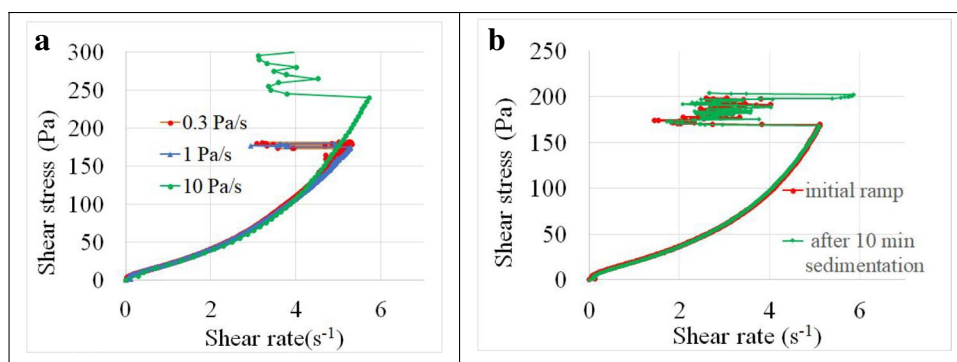 a
Shear stress (Pa)
300
250
200
150
100
50
0
0.3 Pa/s
1 Pa/s
10 Pa/s
0 2 4 6
Shear rate(s⁻¹)
b
Shear stress (Pa)
250
200
150
100
50
0
initial ramp
after 10 min
sedimentation
0 2 4 6
Shear rate (s⁻¹)